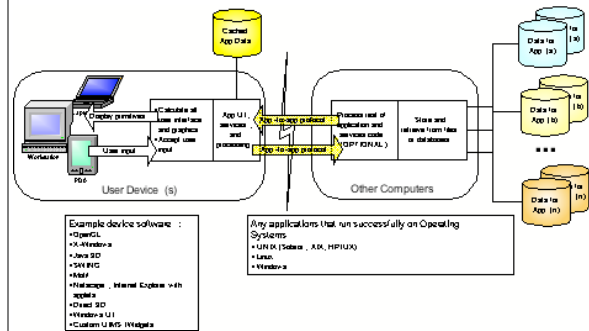 Cached
App Data
Data for
App (a)
(a)
Data for
App (b)
(b)
Data for
App (n)
(n)
Display primitives
User input
PDA
• Calculate all
user interface
and graphics
• Accept user
input
App UI,
services,
and
processing
App-to-app protocol :
App-to-app protocol :
Process rest of
application and
services code
(OPTIONAL)
Store and
retrieve from files
or databases
User Device (s)
Other Computers
Example device software :
• OpenGL
• X-Windows
• Java 3D
• SWING
• Motif
• Netscape , Internet Explorer with
applets
• Direct 3D
• Windows UI
• Custom UIMS /Widgets
Any applications that run successfully on Operating
Systems
• UNIX (Solaris , AIX, HP/UX)
• Linux
• Windows